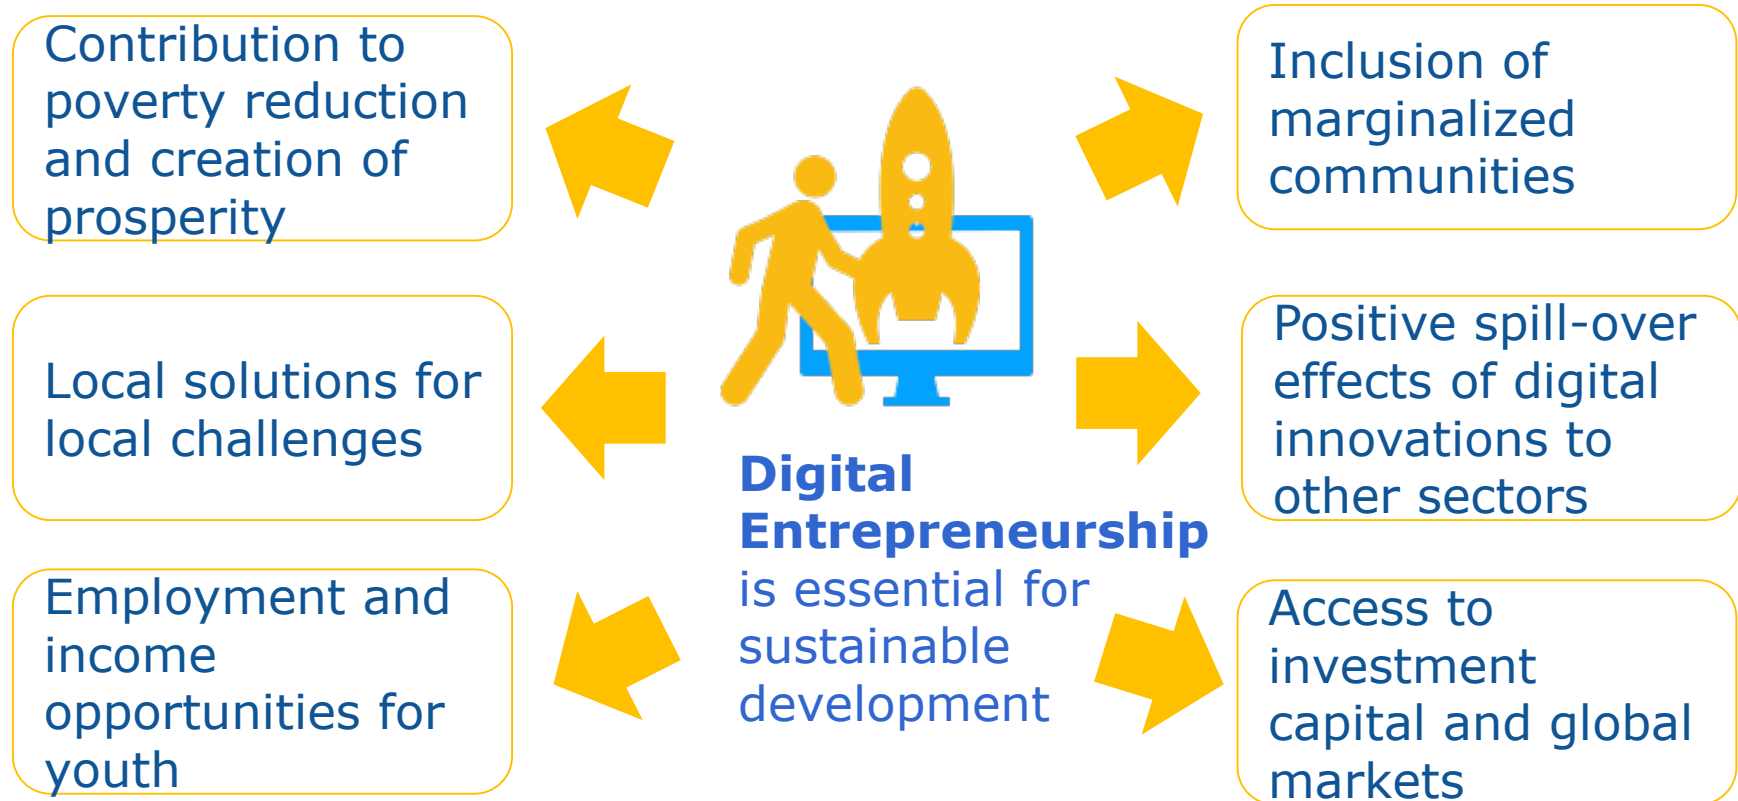 Contribution to
poverty reduction
and creation of
prosperity
Local solutions for
local challenges
Employment and
income
opportunities for
youth
Digital
Entrepreneurship
is essential for
sustainable
development
Inclusion of
marginalized
communities
Positive spill-over
effects of digital
innovations to
other sectors
Access to
investment
capital and global
markets